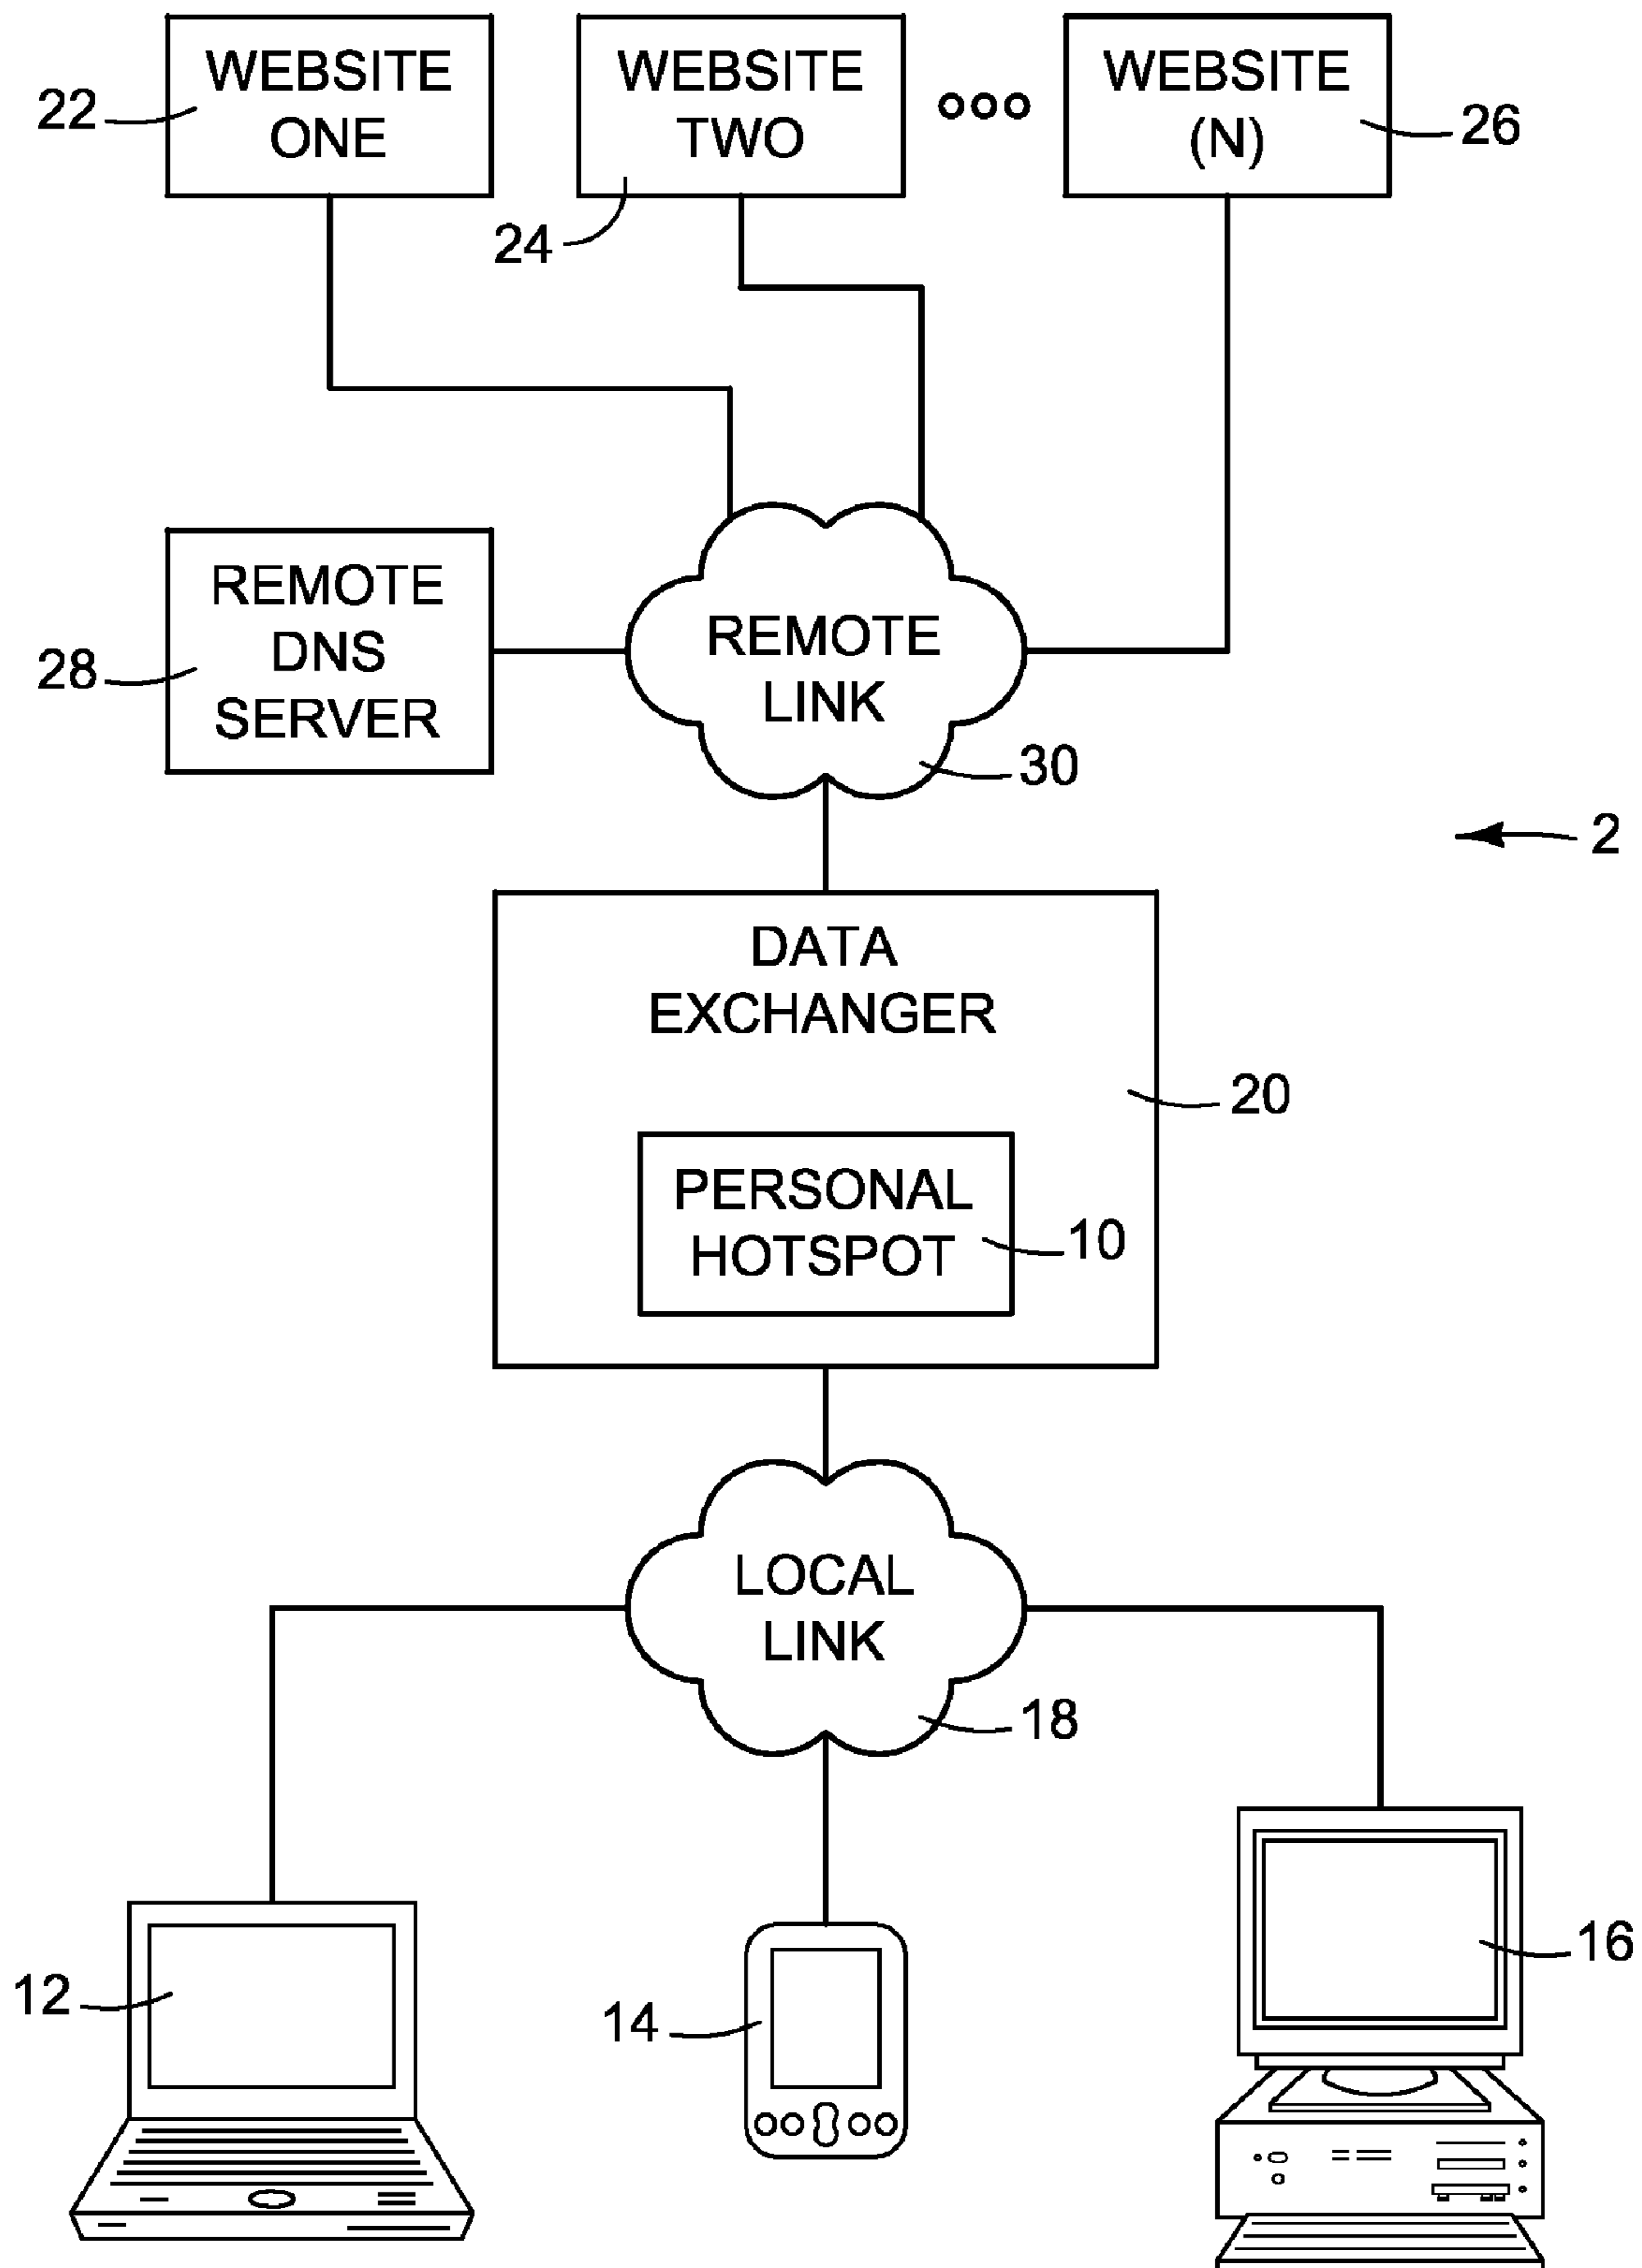 WEBSITE
ONE
22
WEBSITE
TWO
24
WEBSITE
(N)
26
REMOTE
DNS
SERVER
28
REMOTE
LINK
30
2
DATA
EXCHANGER
20
PERSONAL
HOTSPOT
10
LOCAL
LINK
18
12
14
16